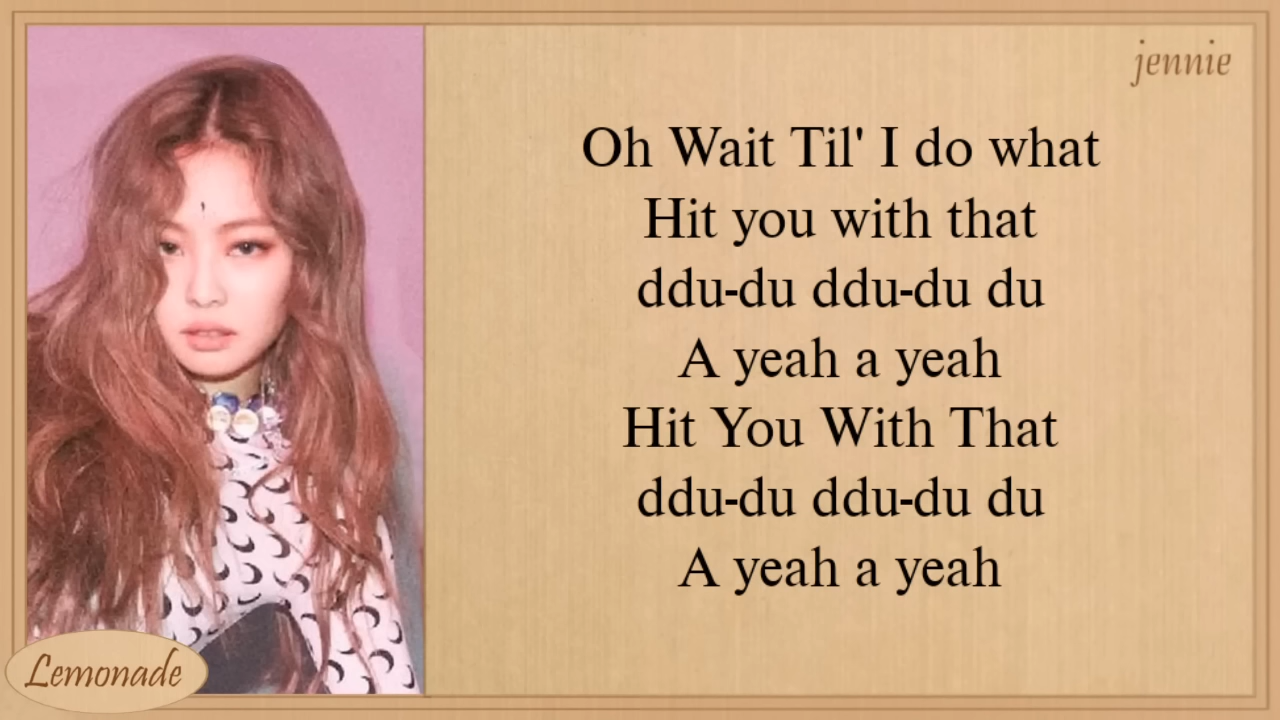 jennie
Oh Wait Til' I do what
Hit you with that
ddu-du ddu-du du
A yeah a yeah
Hit You With That
ddu-du ddu-du du
A yeah a yeah
Lemonade